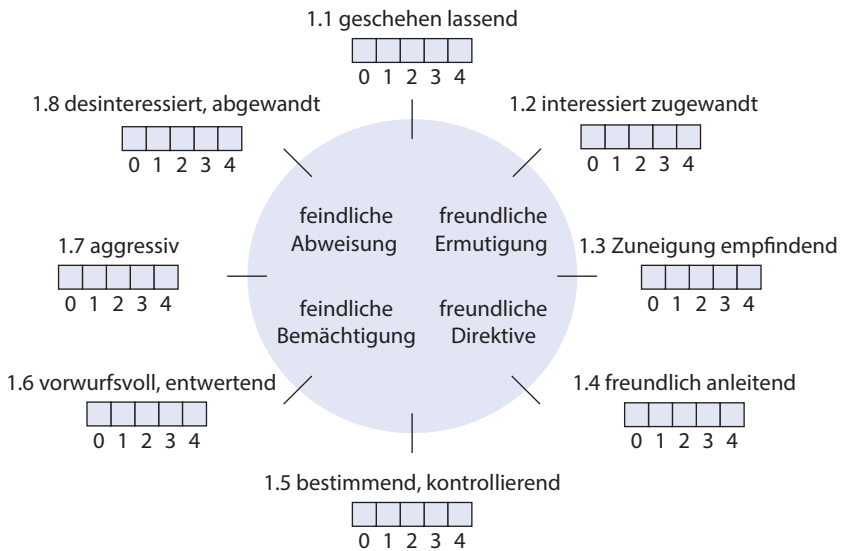 1.1 geschehen lassend
0 1 2 3 4
1.8 desinteressiert, abgewandt
0 1 2 3 4
1.2 interessiert zugewandt
0 1 2 3 4
feindliche
Abweisung
freundliche
Ermutigung
1.7 aggressiv
0 1 2 3 4
1.3 Zuneigung empfindend
0 1 2 3 4
feindliche
Bemächtigung
freundliche
Direktive
1.6 vorwurfsvoll, entwertend
0 1 2 3 4
1.4 freundlich anleitend
0 1 2 3 4
1.5 bestimmend, kontrollierend
0 1 2 3 4